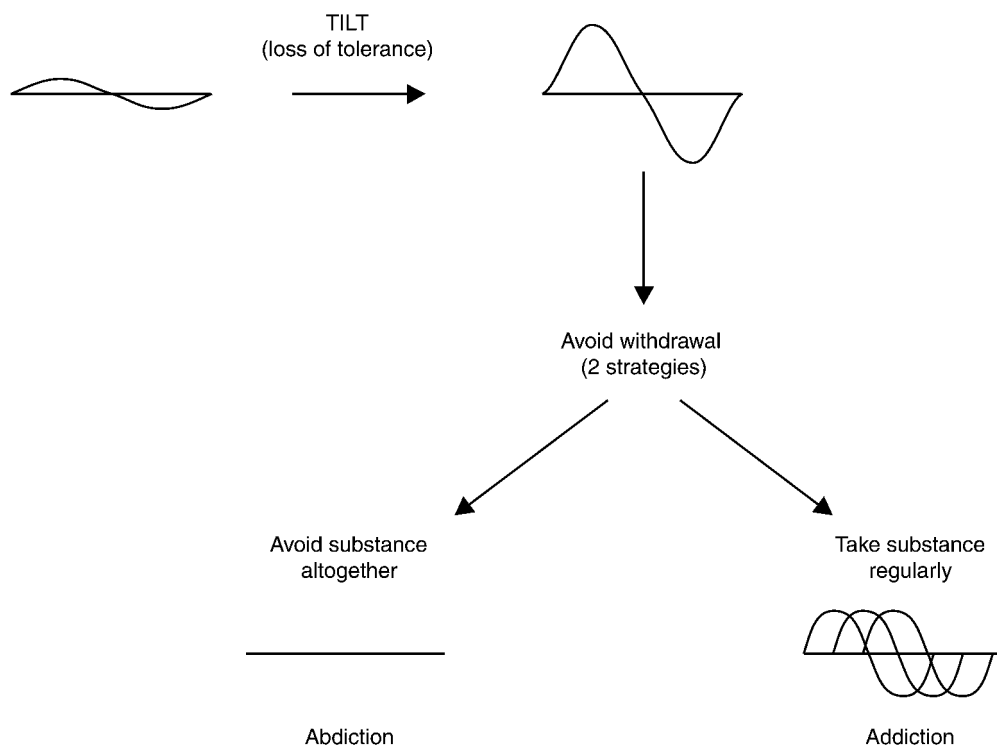 TILT
(loss of tolerance)
Avoid withdrawal
(2 strategies)
Avoid substance
altogether
Take substance
regularly
Abdiction
Addiction